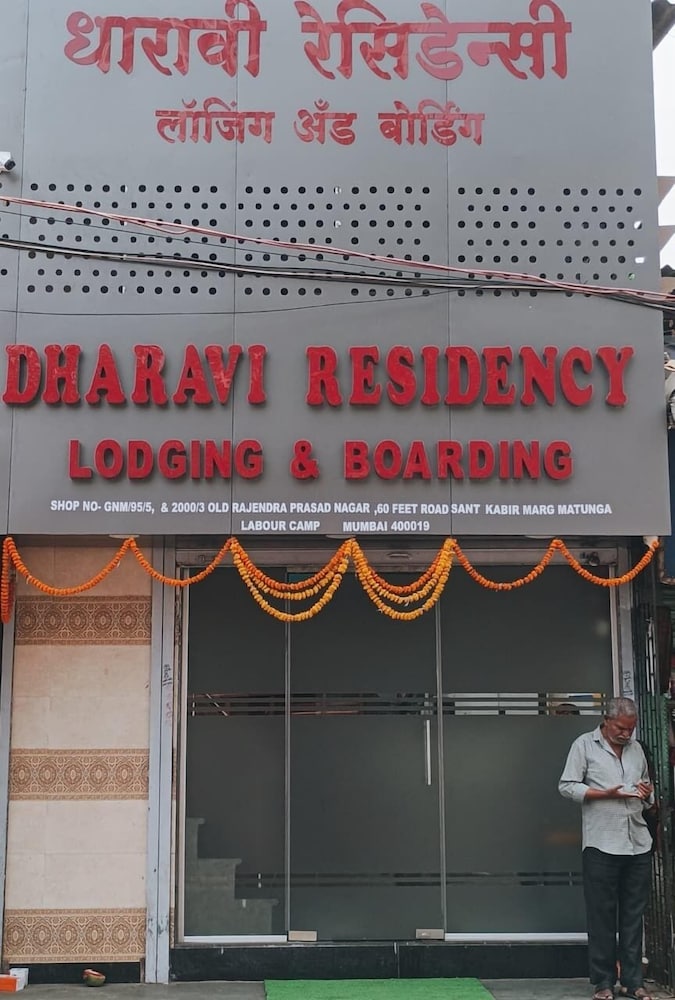 धारावी रेसिडेन्सी
लॉजिंग अँड बोर्डिंग
DHARAVI RESIDENCY
LODGING & BOARDING
SHOP NO- GNM/95/5, & 2000/3 OLD RAJENDRA PRASAD NAGAR ,60 FEET ROAD SANT KABIR MARG MATUNGA
LABOUR CAMP MUMBAI 400019